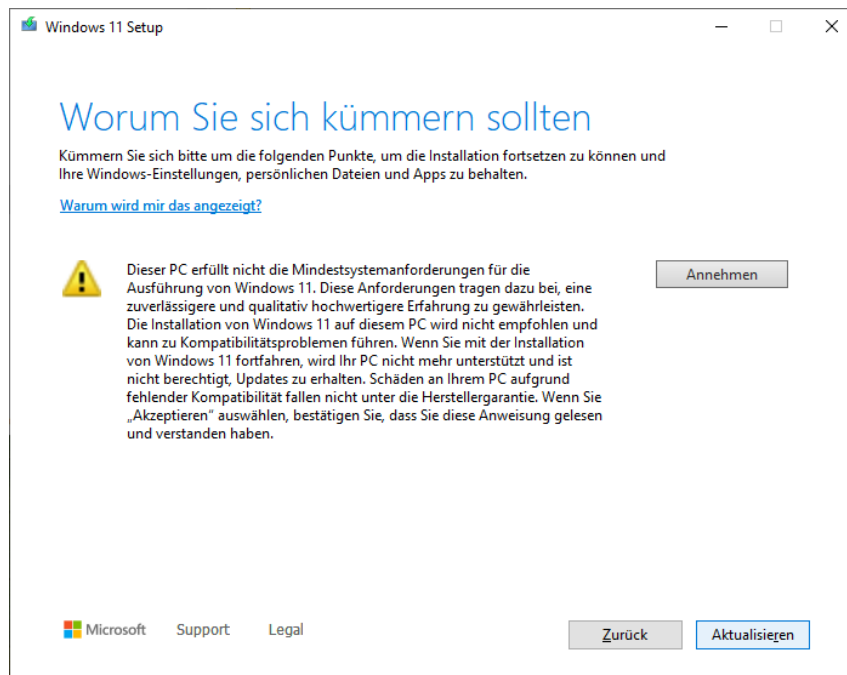 Windows 11 Setup
Worum Sie sich kümmern sollten
Kümmern Sie sich bitte um die folgenden Punkte, um die Installation fortsetzen zu können und
Ihre Windows-Einstellungen, persönlichen Dateien und Apps zu behalten.
Warum wird mir das angezeigt?
Dieser PC erfüllt nicht die Mindestsystemanforderungen für die
Ausführung von Windows 11. Diese Anforderungen tragen dazu bei, eine
zuverlässigere und qualitativ hochwertigere Erfahrung zu gewährleisten.
Die Installation von Windows 11 auf diesem PC wird nicht empfohlen und
kann zu Kompatibilitätsproblemen führen. Wenn Sie mit der Installation
von Windows 11 fortfahren, wird Ihr PC nicht mehr unterstützt und ist
nicht berechtigt, Updates zu erhalten. Schäden an Ihrem PC aufgrund
fehlender Kompatibilität fallen nicht unter die Herstellergarantie. Wenn Sie
„Akzeptieren“ auswählen, bestätigen Sie, dass Sie diese Anweisung gelesen
und verstanden haben.
Annehmen
Microsoft Support Legal
Zurück Aktualisieren